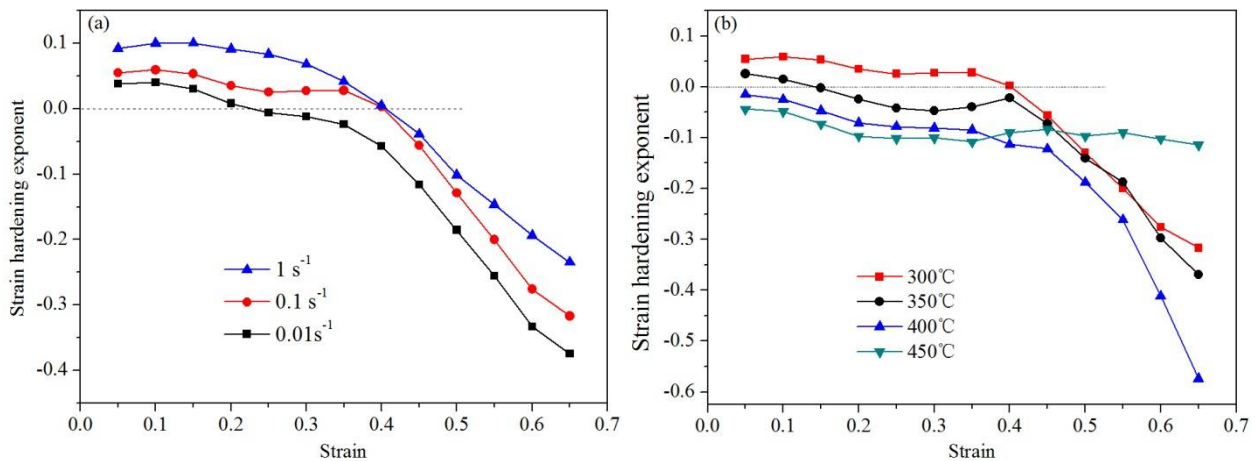 (a)
0.1
0.0
-0.1
-0.2
-0.3
-0.4
Strain hardening exponent
1 s⁻¹
0.1 s⁻¹
0.01s⁻¹
0.0 0.1 0.2 0.3 0.4 0.5 0.6 0.7
Strain
(b)
0.1
0.0
-0.1
-0.2
-0.3
-0.4
-0.5
-0.6
Strain hardening exponent
300℃
350℃
400℃
450℃
0.0 0.1 0.2 0.3 0.4 0.5 0.6 0.7
Strain